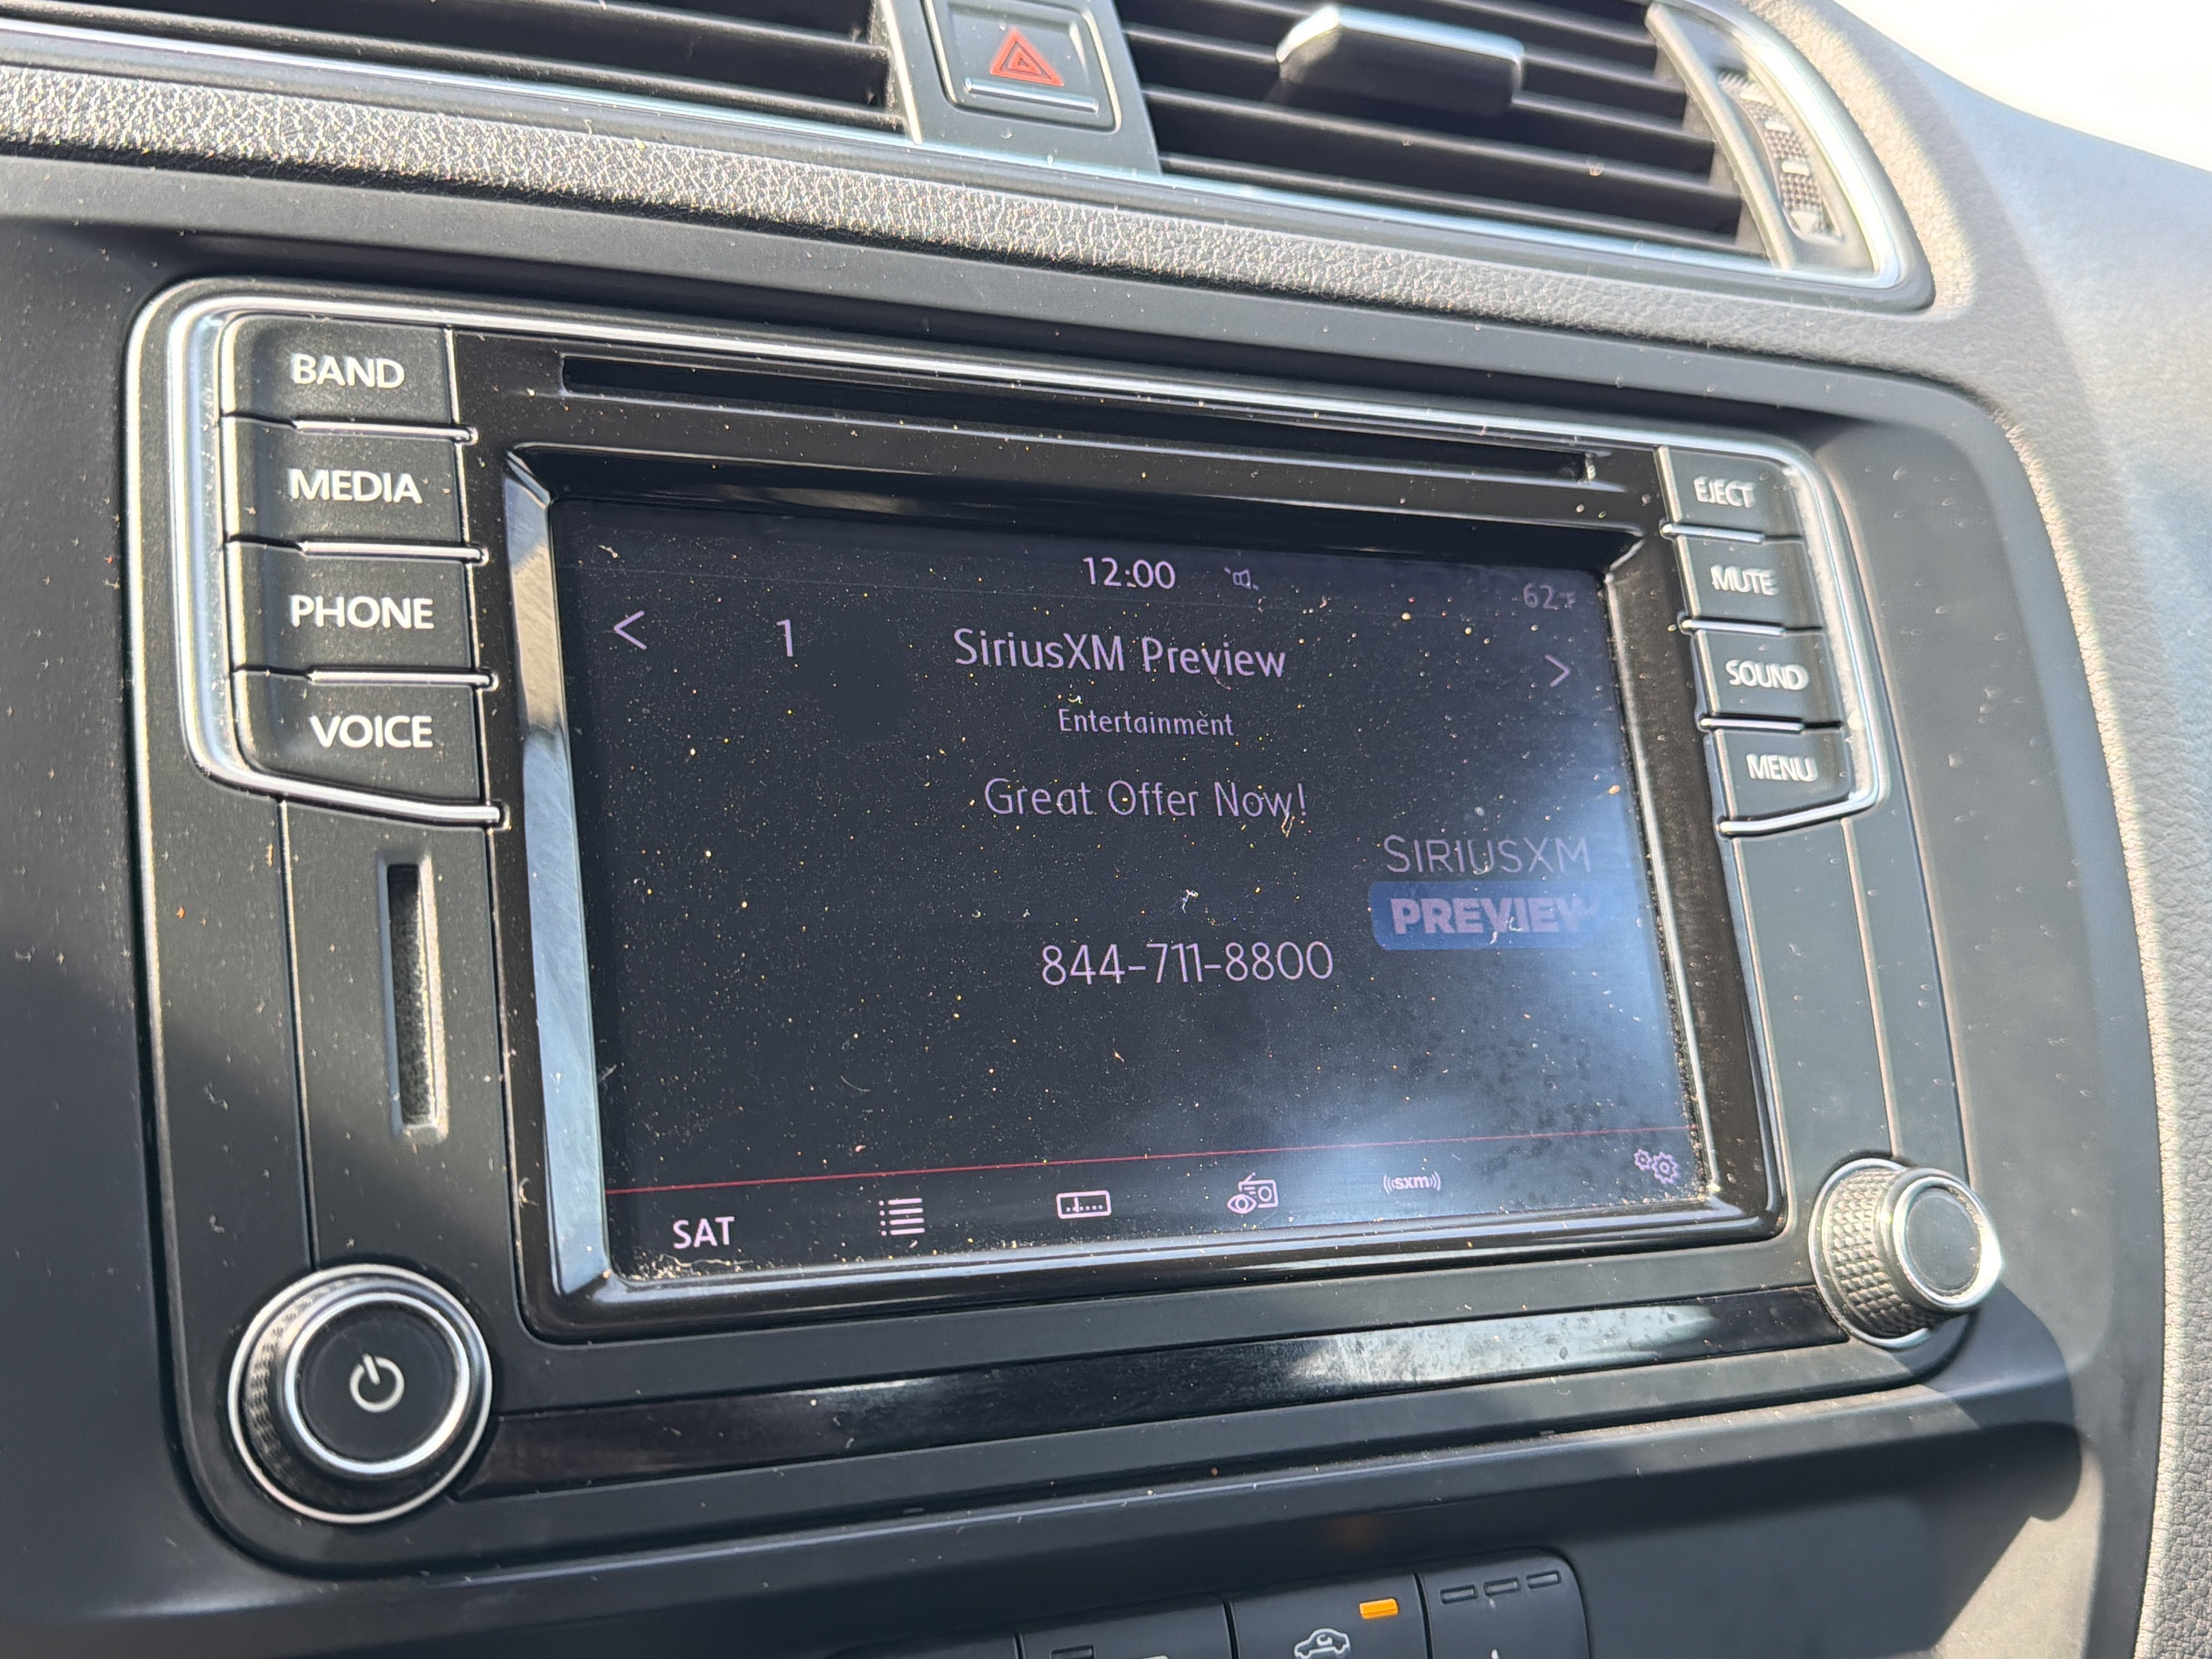 BAND
MEDIA
PHONE
VOICE
EJECT
MUTE
SOUND
MENU
12:00
62°F
< 1 SiriusXM Preview >
Entertainment
Great Offer Now!
SIRIUSXM
PREVIEW
844-711-8800
SAT
((sxm))